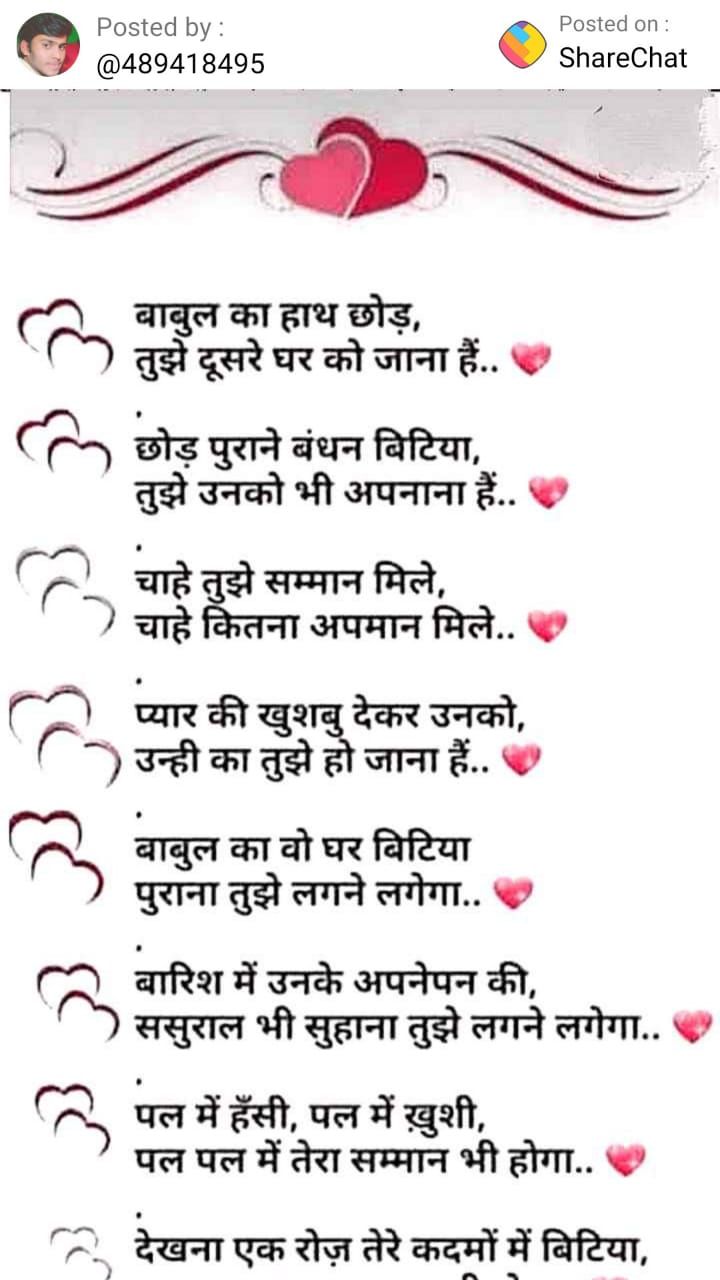 Posted by :
@489418495
Posted on :
ShareChat
बाबुल का हाथ छोड़,
तुझे दूसरे घर को जाना हैं..
.
छोड़ पुराने बंधन बिटिया,
तुझे उनको भी अपनाना हैं..
.
चाहे तुझे सम्मान मिले,
चाहे कितना अपमान मिले..
.
प्यार की खुशबु देकर उनको,
उन्ही का तुझे हो जाना हैं..
.
बाबुल का वो घर बिटिया
पुराना तुझे लगने लगेगा..
.
बारिश में उनके अपनेपन की,
ससुराल भी सुहाना तुझे लगने लगेगा..
.
पल में हँसी, पल में ख़ुशी,
पल पल में तेरा सम्मान भी होगा..
.
देखना एक रोज़ तेरे कदमों में बिटिया,